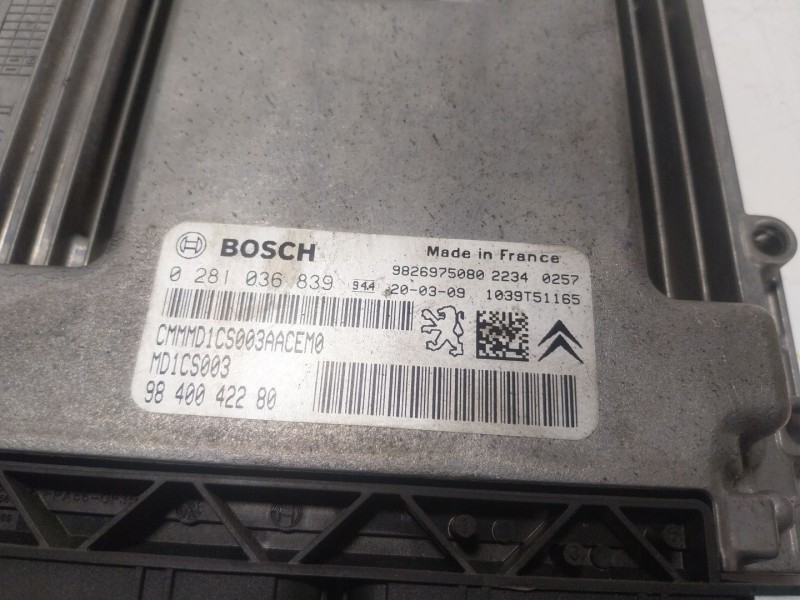 BOSCH
Made in France
0 281 036 839
944
9826975080 2234 0257
20-03-09 1039T51165
CMMMD1CS003AACEM0
MD1CS003
98 400 422 80